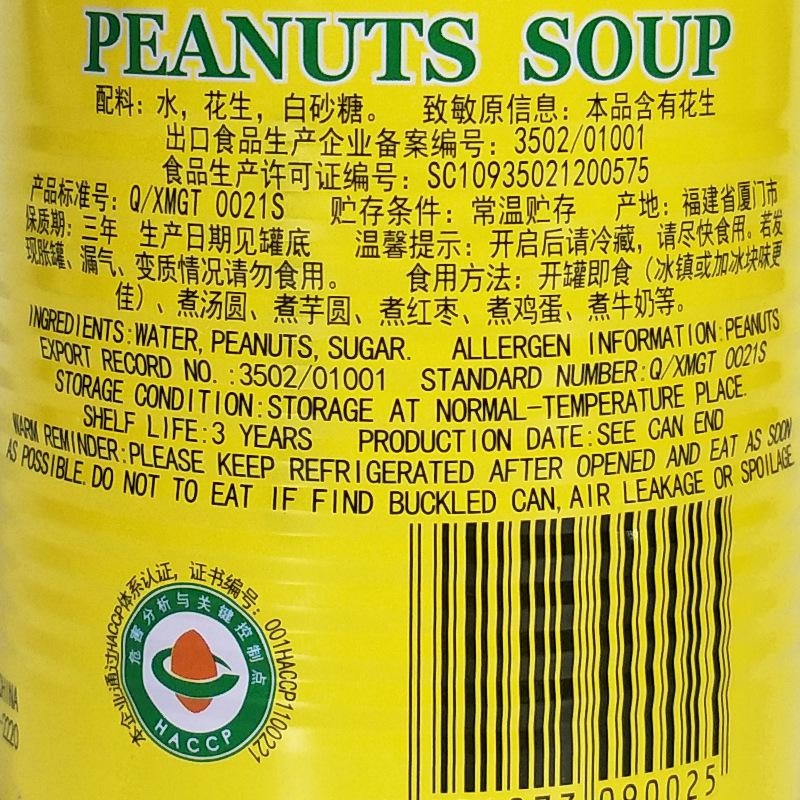 PEANUTS SOUP
配料：水，花生，白砂糖。 致敏原信息：本品含有花生
出口食品生产企业备案编号：3502/01001
食品生产许可证编号：SC10935021200575
产品标准号：Q/XMGT 0021S 贮存条件：常温贮存 产地：福建省厦门市
保质期：三年 生产日期见罐底 温馨提示：开启后请冷藏，请尽快食用。若发
现胀罐、漏气、变质情况请勿食用。 食用方法：开罐即食（冰镇或加冰块味更
佳）、煮汤圆、煮芋圆、煮红枣、煮鸡蛋、煮牛奶等。
INGREDIENTS:WATER, PEANUTS, SUGAR. ALLERGEN INFORMATION:PEANUTS
EXPORT RECORD NO.:3502/01001 STANDARD NUMBER:Q/XMGT 0021S
STORAGE CONDITION:STORAGE AT NORMAL-TEMPERATURE PLACE.
SHELF LIFE:3 YEARS PRODUCTION DATE:SEE CAN END
WARM REMINDER:PLEASE KEEP REFRIGERATED AFTER OPENED AND EAT AS SOON
AS POSSIBLE. DO NOT TO EAT IF FIND BUCKLED CAN, AIR LEAKAGE OR SPOILAGE.
本企业通过HACCP体系认证，证书编号：001HACCP1100221
危害分析与关键控制点
HACCP
090025